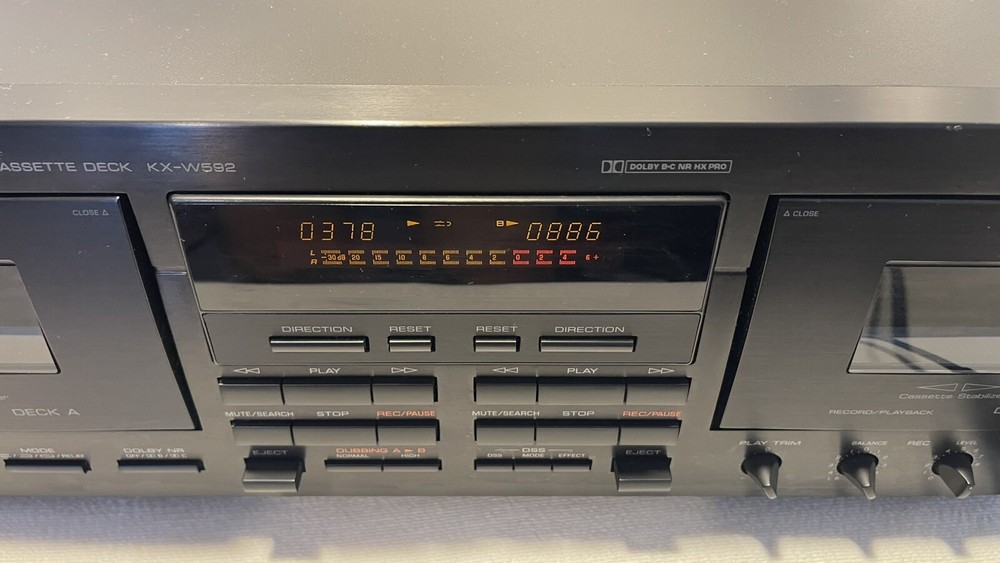 ASSETTE DECK KX-W592
DOLBY B-C NR HX PRO
CLOSE
CLOSE
0378 B 0886
L
R -30dB 20 15 10 8 6 4 2 0 2 4 6+
DIRECTION RESET RESET DIRECTION
PLAY PLAY
MUTE/SEARCH STOP REC/PAUSE MUTE/SEARCH STOP REC/PAUSE
DECK A
Cassette Stabilize
RECORD/PLAYBACK
MODE DOLBY NR EJECT DUBBING A B DSS EJECT
NORMAL HIGH DSS MODE EFFECT
PLAY TRIM BALANCE REC LEVEL